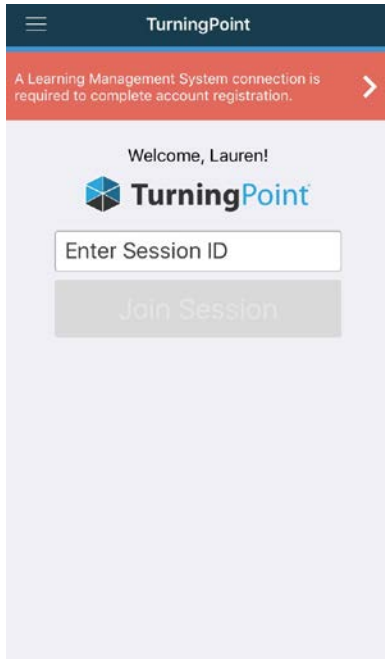 TurningPoint
A Learning Management System connection is
required to complete account registration.
Welcome, Lauren!
TurningPoint
Enter Session ID
Join Session